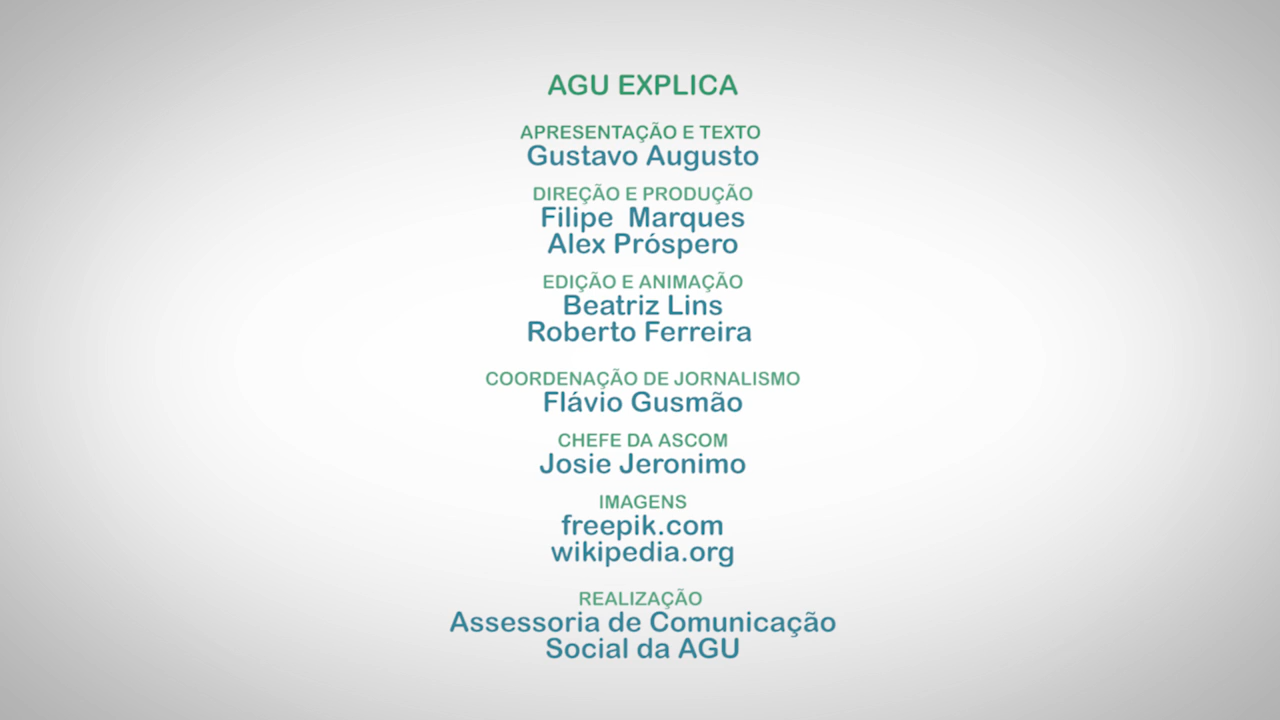 AGU EXPLICA
APRESENTAÇÃO E TEXTO
Gustavo Augusto
DIREÇÃO E PRODUÇÃO
Filipe Marques
Alex Próspero
EDIÇÃO E ANIMAÇÃO
Beatriz Lins
Roberto Ferreira
COORDENAÇÃO DE JORNALISMO
Flávio Gusmão
CHEFE DA ASCOM
Josie Jeronimo
IMAGENS
freepik.com
wikipedia.org
REALIZAÇÃO
Assessoria de Comunicação
Social da AGU